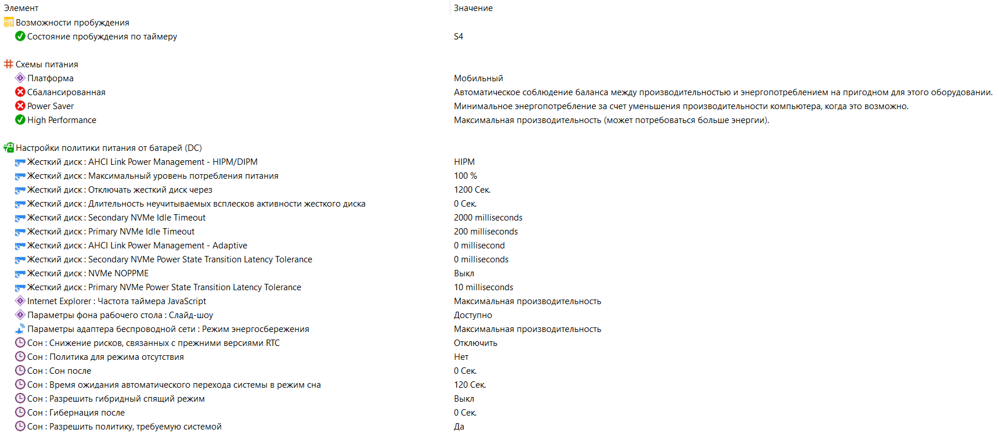 Элемент Значение
Возможности пробуждения
Состояние пробуждения по таймеру S4
Схемы питания
Платформа Мобильный
Сбалансированная Автоматическое соблюдение баланса между производительностью и энергопотреблением на пригодном для этого оборудовании.
Power Saver Минимальное энергопотребление за счет уменьшения производительности компьютера, когда это возможно.
High Performance Максимальная производительность (может потребоваться больше энергии).
Настройки политики питания от батарей (DC)
Жесткий диск : AHCI Link Power Management - HIPM/DIPM HIPM
Жесткий диск : Максимальный уровень потребления питания 100 %
Жесткий диск : Отключать жесткий диск через 1200 Сек.
Жесткий диск : Длительность неучитываемых всплесков активности жесткого диска 0 Сек.
Жесткий диск : Secondary NVMe Idle Timeout 2000 milliseconds
Жесткий диск : Primary NVMe Idle Timeout 200 milliseconds
Жесткий диск : AHCI Link Power Management - Adaptive 0 millisecond
Жесткий диск : Secondary NVMe Power State Transition Latency Tolerance 0 milliseconds
Жесткий диск : NVMe NOPPME Выкл
Жесткий диск : Primary NVMe Power State Transition Latency Tolerance 10 milliseconds
Internet Explorer : Частота таймера JavaScript Максимальная производительность
Параметры фона рабочего стола : Слайд-шоу Доступно
Параметры адаптера беспроводной сети : Режим энергосбережения Максимальная производительность
Сон : Снижение рисков, связанных с прежними версиями RTC Отключить
Сон : Политика для режима отсутствия Нет
Сон : Сон после 0 Сек.
Сон : Время ожидания автоматического перехода системы в режим сна 120 Сек.
Сон : Разрешить гибридный спящий режим Выкл
Сон : Гибернация после 0 Сек.
Сон : Разрешить политику, требуемую системой Да